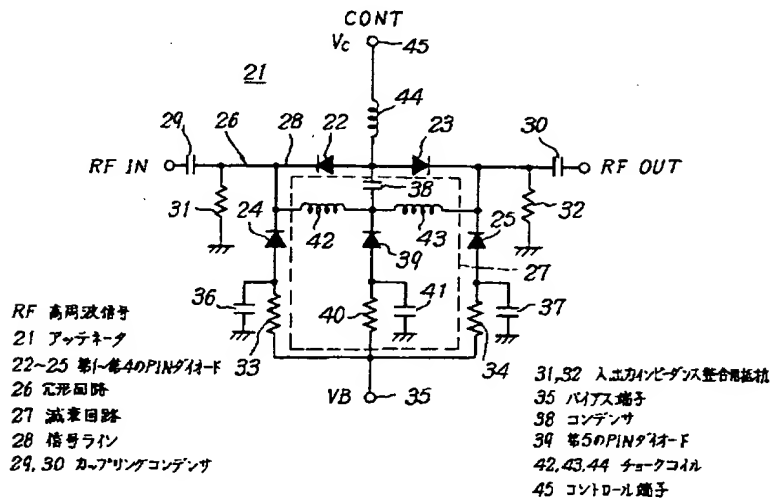 CONT
Vc
45
21
44
29
26
28
22
23
30
RF IN
RF OUT
31
38
32
24
42
43
25
39
27
36
41
37
40
33
34
VB
35
RF 高周波信号
21 アッテネータ
22~25 第1~第4のPINダイオード
26 π形回路
27 減衰回路
28 信号ライン
29,30 カップリングコンデンサ
31,32 入出力インピーダンス整合用抵抗
35 バイアス端子
38 コンデンサ
39 第5のPINダイオード
42,43,44 チョークコイル
45 コントロール端子